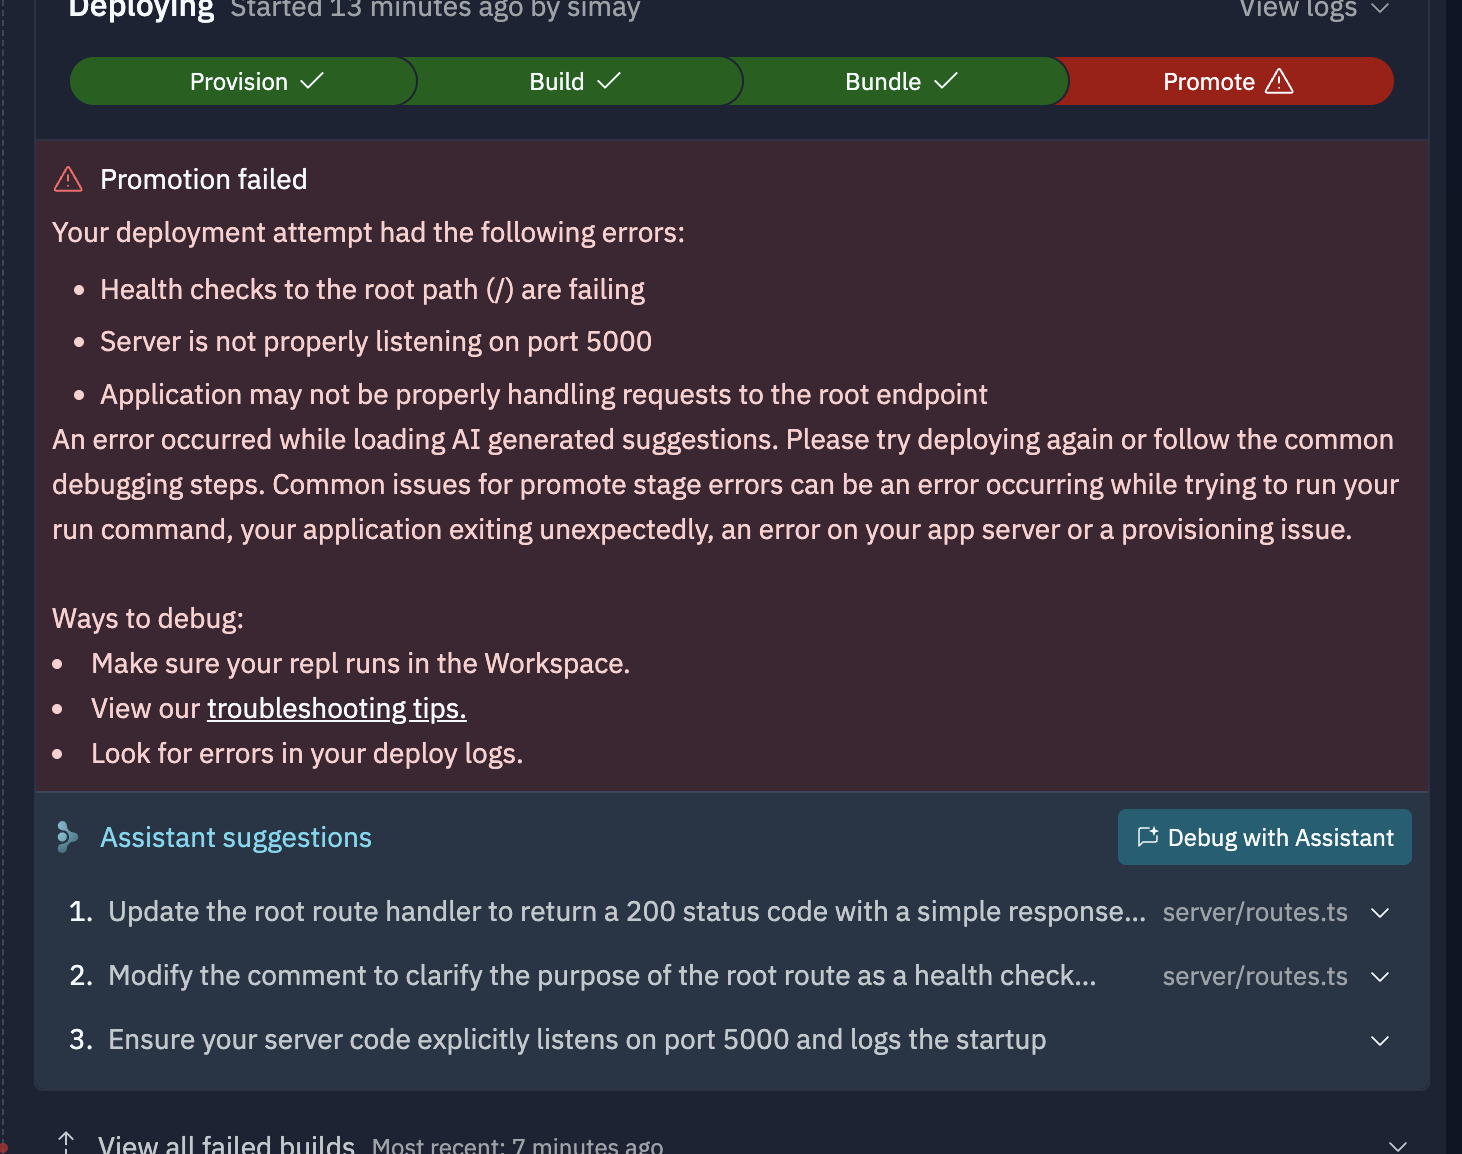 Deploying Started 13 minutes ago by simay View logs
Provision Build Bundle Promote
Promotion failed
Your deployment attempt had the following errors:
• Health checks to the root path (/) are failing
• Server is not properly listening on port 5000
• Application may not be properly handling requests to the root endpoint
An error occurred while loading AI generated suggestions. Please try deploying again or follow the common
debugging steps. Common issues for promote stage errors can be an error occurring while trying to run your
run command, your application exiting unexpectedly, an error on your app server or a provisioning issue.
Ways to debug:
• Make sure your repl runs in the Workspace.
• View our troubleshooting tips.
• Look for errors in your deploy logs.
Assistant suggestions Debug with Assistant
1. Update the root route handler to return a 200 status code with a simple response... server/routes.ts
2. Modify the comment to clarify the purpose of the root route as a health check... server/routes.ts
3. Ensure your server code explicitly listens on port 5000 and logs the startup
View all failed builds Most recent: 7 minutes ago